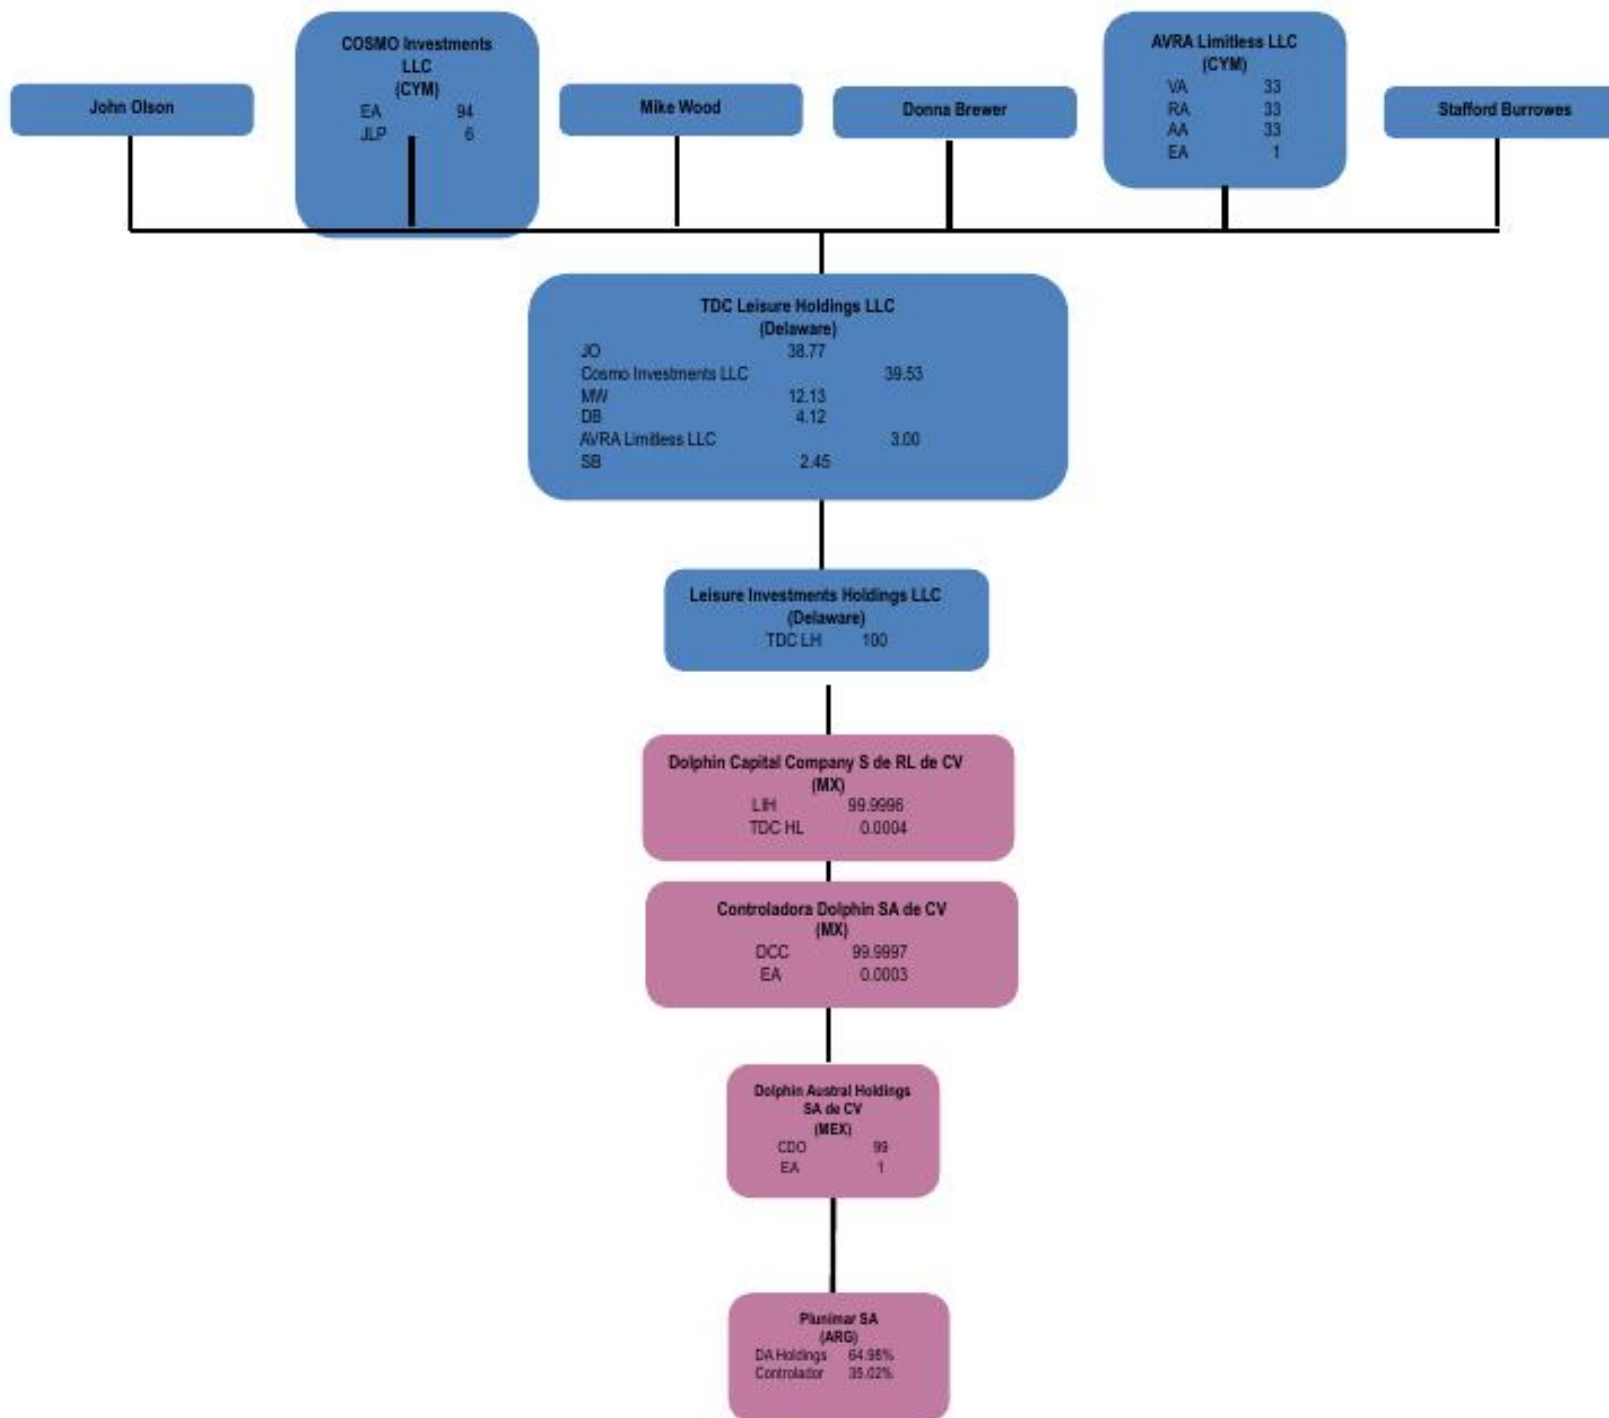 John Olson
COSMO Investments
LLC
(CYM)
EA 94
JLP 6
Mike Wood
Donna Brewer
AVRA Limitless LLC
(CYM)
VA 33
RA 33
AA 33
EA 1
Stafford Burrowes
TDC Leisure Holdings LLC
(Delaware)
JO 38.77
Cosmo Investments LLC 39.53
MW 12.13
DB 4.12
AVRA Limitless LLC 3.00
SB 2.45
Leisure Investments Holdings LLC
(Delaware)
TDC LH 100
Dolphin Capital Company S de RL de CV
(MX)
LIH 99.9996
TDC HL 0.0004
Controladora Dolphin SA de CV
(MX)
DCC 99.9997
EA 0.0003
Dolphin Austral Holdings
SA de CV
(MEX)
CDO 99
EA 1
Plunimar SA
(ARG)
DA Holdings 64.98%
Controlador 35.02%